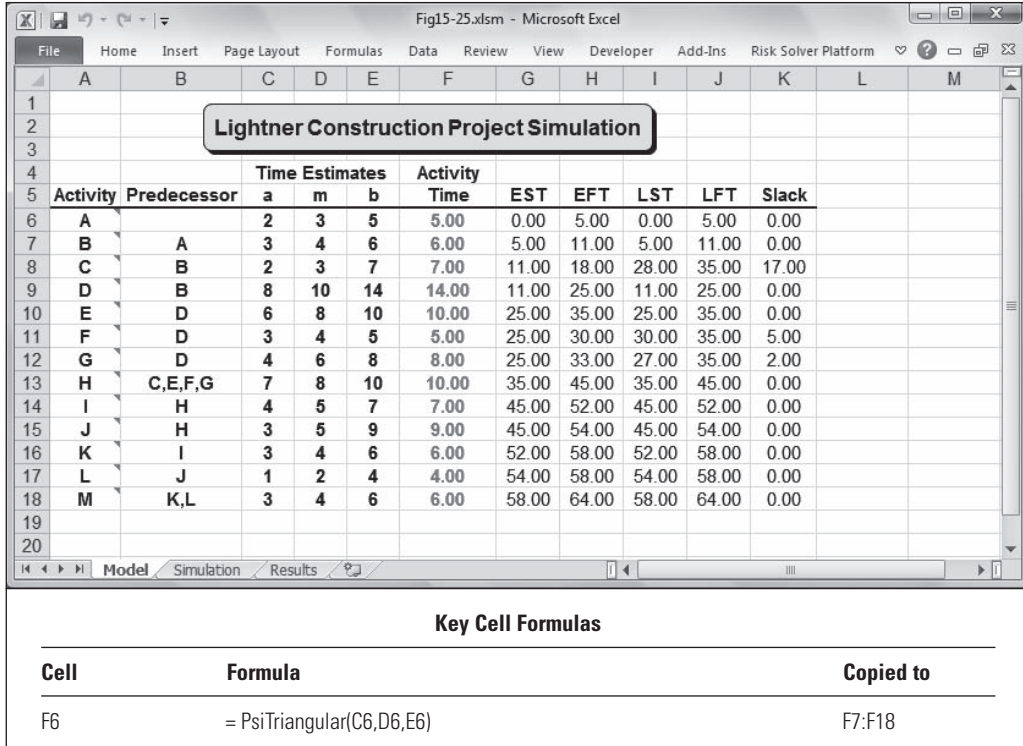 Fig15-25.xlsm - Microsoft Excel
File Home Insert Page Layout Formulas Data Review View Developer Add-Ins Risk Solver Platform
A B C D E F G H I J K L M
1
2 Lightner Construction Project Simulation
3
4 Time Estimates Activity
5 Activity Predecessor a m b Time EST EFT LST LFT Slack
6 A 2 3 5 5.00 0.00 5.00 0.00 5.00 0.00
7 B A 3 4 6 6.00 5.00 11.00 5.00 11.00 0.00
8 C B 2 3 7 7.00 11.00 18.00 28.00 35.00 17.00
9 D B 8 10 14 14.00 11.00 25.00 11.00 25.00 0.00
10 E D 6 8 10 10.00 25.00 35.00 25.00 35.00 0.00
11 F D 3 4 5 5.00 25.00 30.00 30.00 35.00 5.00
12 G D 4 6 8 8.00 25.00 33.00 27.00 35.00 2.00
13 H C,E,F,G 7 8 10 10.00 35.00 45.00 35.00 45.00 0.00
14 I H 4 5 7 7.00 45.00 52.00 45.00 52.00 0.00
15 J H 3 5 9 9.00 45.00 54.00 45.00 54.00 0.00
16 K I 3 4 6 6.00 52.00 58.00 52.00 58.00 0.00
17 L J 1 2 4 4.00 54.00 58.00 54.00 58.00 0.00
18 M K,L 3 4 6 6.00 58.00 64.00 58.00 64.00 0.00
19
20
Model Simulation Results
Key Cell Formulas
Cell Formula Copied to
F6 = PsiTriangular(C6,D6,E6) F7:F18